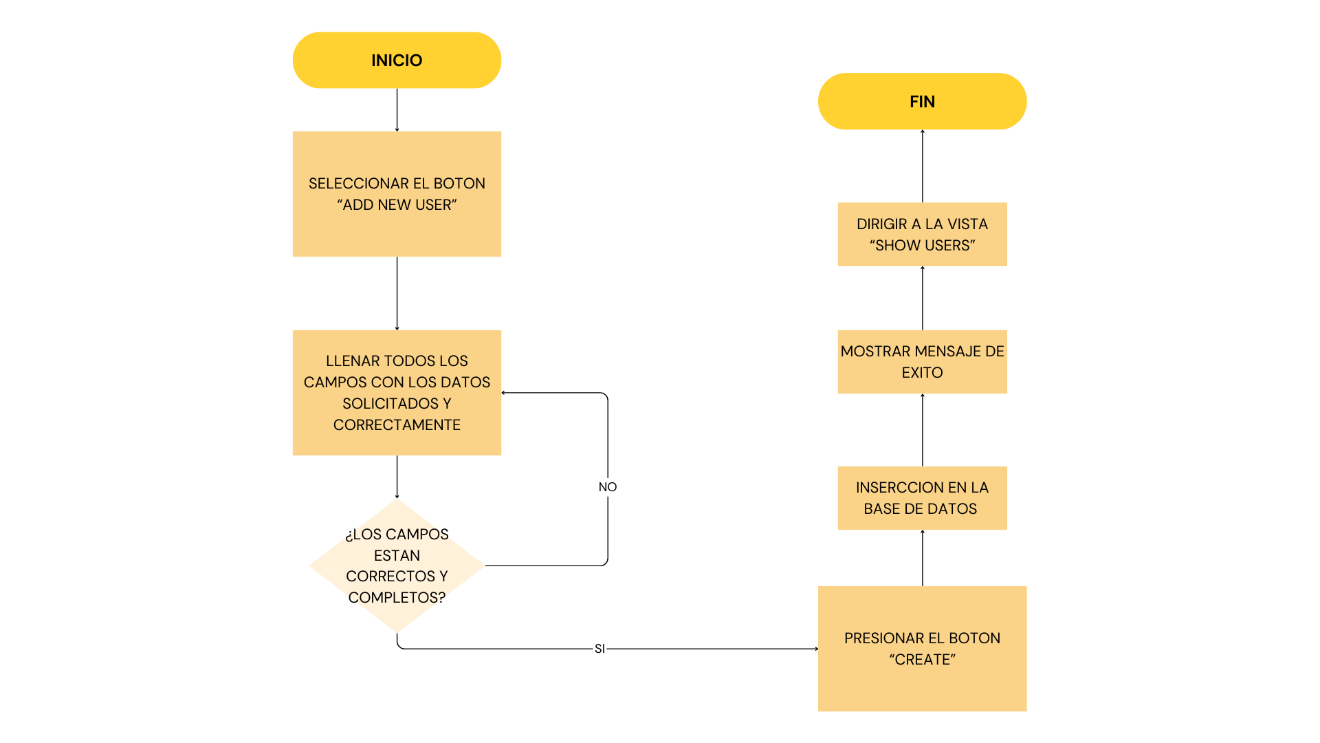 INICIO
SELECCIONAR EL BOTON
“ADD NEW USER”
LLENAR TODOS LOS
CAMPOS CON LOS DATOS
SOLICITADOS Y
CORRECTAMENTE
¿LOS CAMPOS
ESTAN
CORRECTOS Y
COMPLETOS?
NO
SI
PRESIONAR EL BOTON
“CREATE”
INSERCCION EN LA
BASE DE DATOS
MOSTRAR MENSAJE DE
EXITO
DIRIGIR A LA VISTA
“SHOW USERS”
FIN